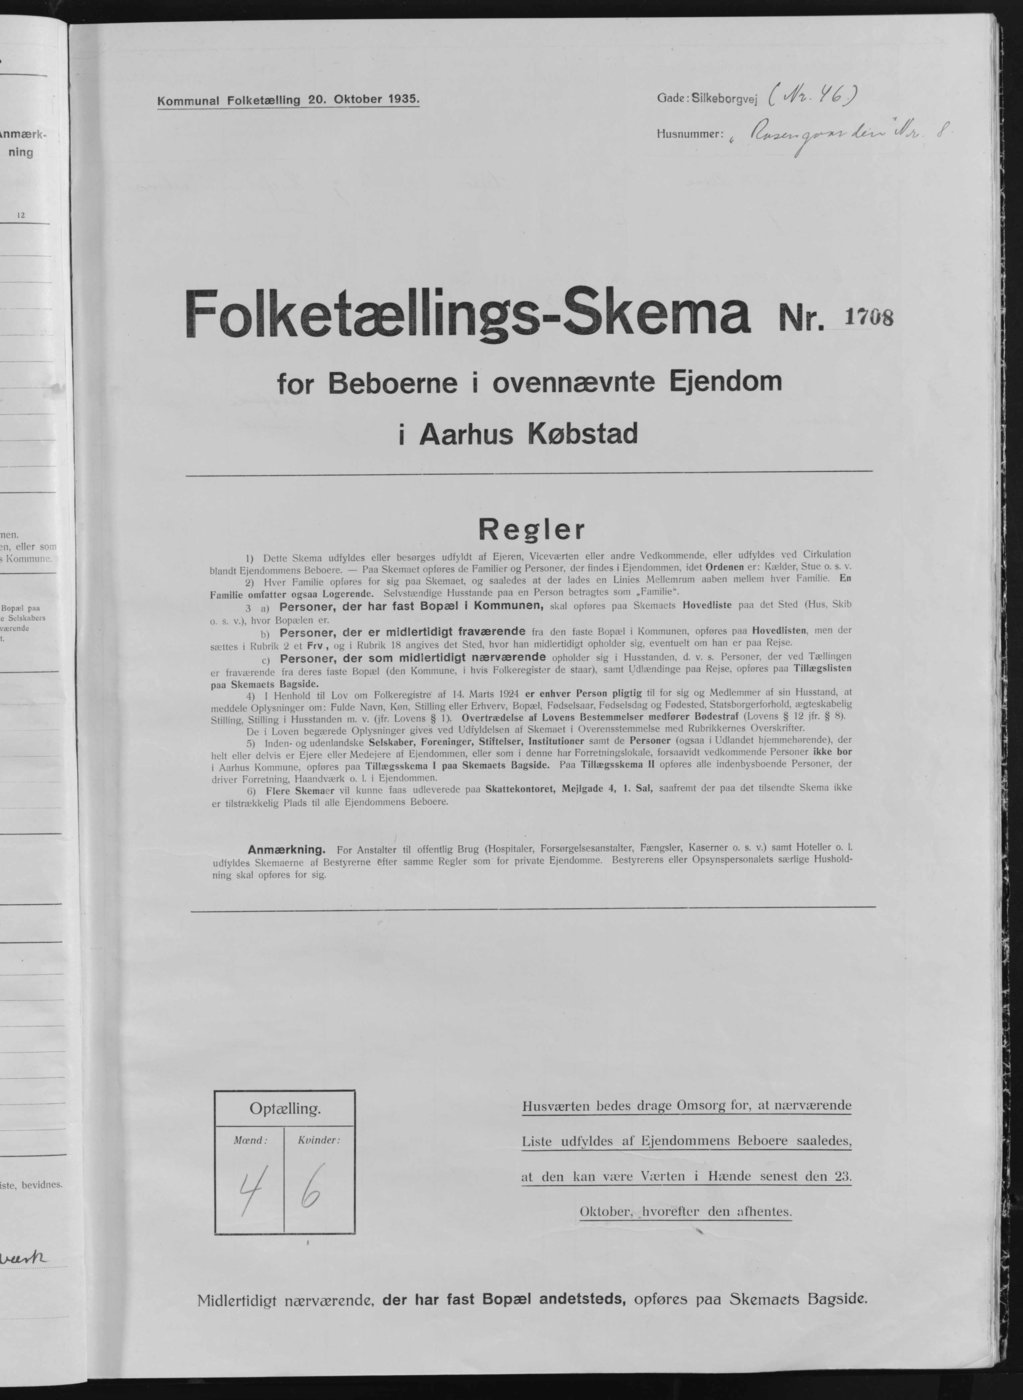 nmærk-
ning
12
nen.
en, eller som
s Kommune.
Bopæl paa
e Selskabers
værende
t.
iste, bevidnes.
Kommunal Folketælling 20. Oktober 1935.
Gade: Silkeborgvej (Nr. 46)
Husnummer: „Rosengaarden" Nr. 8.
Folketællings-Skema Nr. 1708
for Beboerne i ovennævnte Ejendom
i Aarhus Købstad
Regler
1) Dette Skema udfyldes eller besørges udfyldt af Ejeren, Viceværten eller andre Vedkommende, eller udfyldes ved Cirkulation
blandt Ejendommens Beboere. — Paa Skemaet opføres de Familier og Personer, der findes i Ejendommen, idet Ordenen er: Kælder, Stue o. s. v.
2) Hver Familie opføres for sig paa Skemaet, og saaledes at der lades en Linies Mellemrum aaben mellem hver Familie. En
Familie omfatter ogsaa Logerende. Selvstændige Husstande paa en Person betragtes som „Familie".
3 a) Personer, der har fast Bopæl i Kommunen, skal opføres paa Skemaets Hovedliste paa det Sted (Hus, Skib
o. s. v.), hvor Bopælen er.
b) Personer, der er midlertidigt fraværende fra den faste Bopæl i Kommunen, opføres paa Hovedlisten, men der
sættes i Rubrik 2 et Frv, og i Rubrik 18 angives det Sted, hvor han midlertidigt opholder sig, eventuelt om han er paa Rejse.
c) Personer, der som midlertidigt nærværende opholder sig i Husstanden, d. v. s. Personer, der ved Tællingen
er fraværende fra deres faste Bopæl (den Kommune, i hvis Folkeregister de staar), samt Udlændinge paa Rejse, opføres paa Tillægslisten
paa Skemaets Bagside.
4) I Henhold til Lov om Folkeregistre af 14. Marts 1924 er enhver Person pligtig til for sig og Medlemmer af sin Husstand, at
meddele Oplysninger om: Fulde Navn, Køn, Stilling eller Erhverv, Bopæl, Fødselsaar, Fødselsdag og Fødested, Statsborgerforhold, ægteskabelig
Stilling, Stilling i Husstanden m. v. (jfr. Lovens § 1). Overtrædelse af Lovens Bestemmelser medfører Bødestraf (Lovens § 12 jfr. § 8).
De i Loven begærede Oplysninger gives ved Udfyldelsen af Skemaet i Overensstemmelse med Rubrikkernes Overskrifter.
5) Inden- og udenlandske Selskaber, Foreninger, Stiftelser, Institutioner samt de Personer (ogsaa i Udlandet hjemmehørende), der
helt eller delvis er Ejere eller Medejere af Ejendommen, eller som i denne har Forretningslokale, forsaavidt vedkommende Personer ikke bor
i Aarhus Kommune, opføres paa Tillægsskema I paa Skemaets Bagside. Paa Tillægsskema II opføres alle indenbysboende Personer, der
driver Forretning, Haandværk o. l. i Ejendommen.
6) Flere Skemaer vil kunne faas udleverede paa Skattekontoret, Mejlgade 4, 1. Sal, saafremt der paa det tilsendte Skema ikke
er tilstrækkelig Plads til alle Ejendommens Beboere.
Anmærkning. For Anstalter til offentlig Brug (Hospitaler, Forsørgelsesanstalter, Fængsler, Kaserner o. s. v.) samt Hoteller o. l.
udfyldes Skemaerne af Bestyrerne efter samme Regler som for private Ejendomme. Bestyrerens eller Opsynspersonalets særlige Hushold-
ning skal opføres for sig.
Optælling.
Mænd: Kvinder:
4 6
Husværten bedes drage Omsorg for, at nærværende
Liste udfyldes af Ejendommens Beboere saaledes,
at den kan være Værten i Hænde senest den 23.
Oktober, hvorefter den afhentes.
Midlertidigt nærværende, der har fast Bopæl andetsteds, opføres paa Skemaets Bagside.